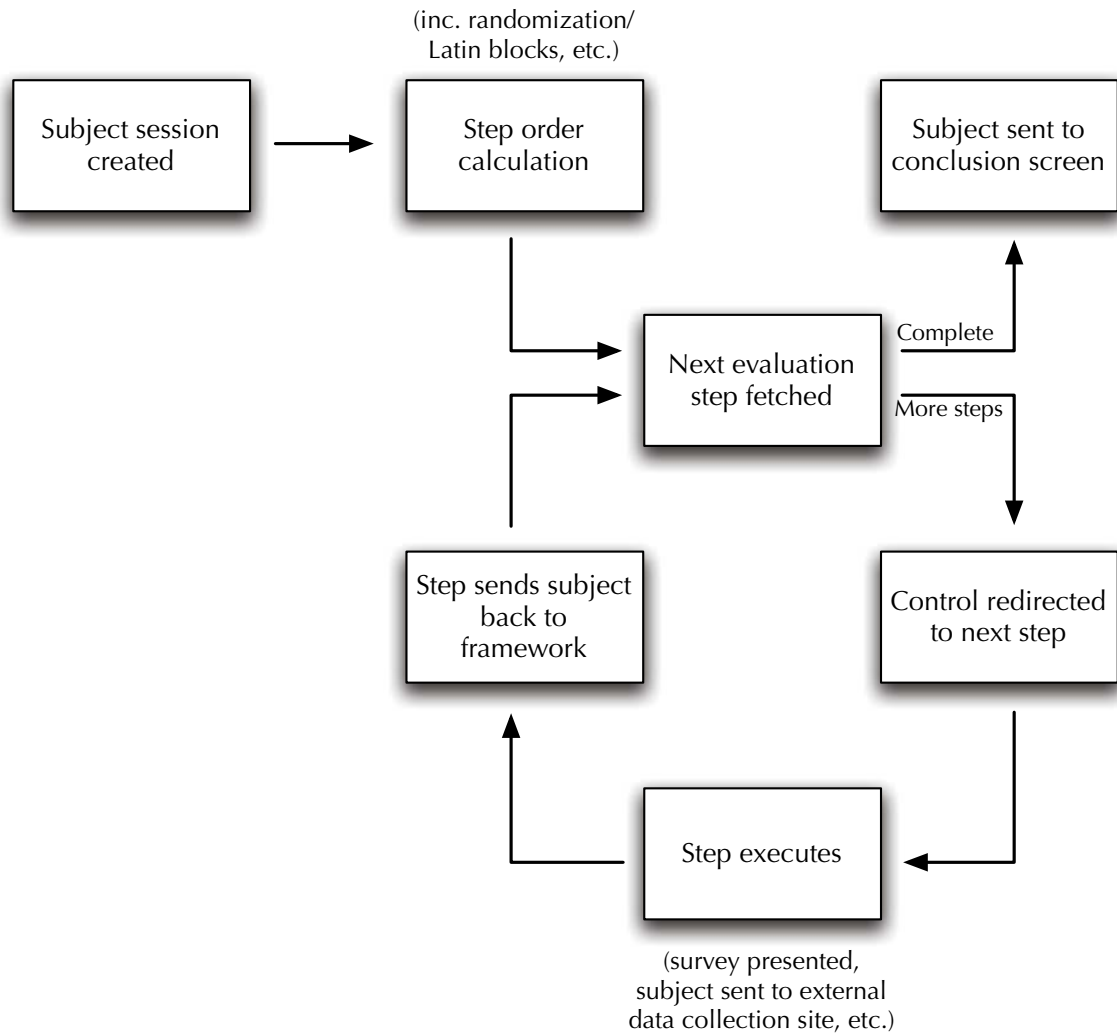 (inc. randomization/
Latin blocks, etc.)
Subject session
created
Step order
calculation
Subject sent to
conclusion screen
Next evaluation
step fetched
Complete
More steps
Step sends subject
back to
framework
Control redirected
to next step
Step executes
(survey presented,
subject sent to external
data collection site, etc.)